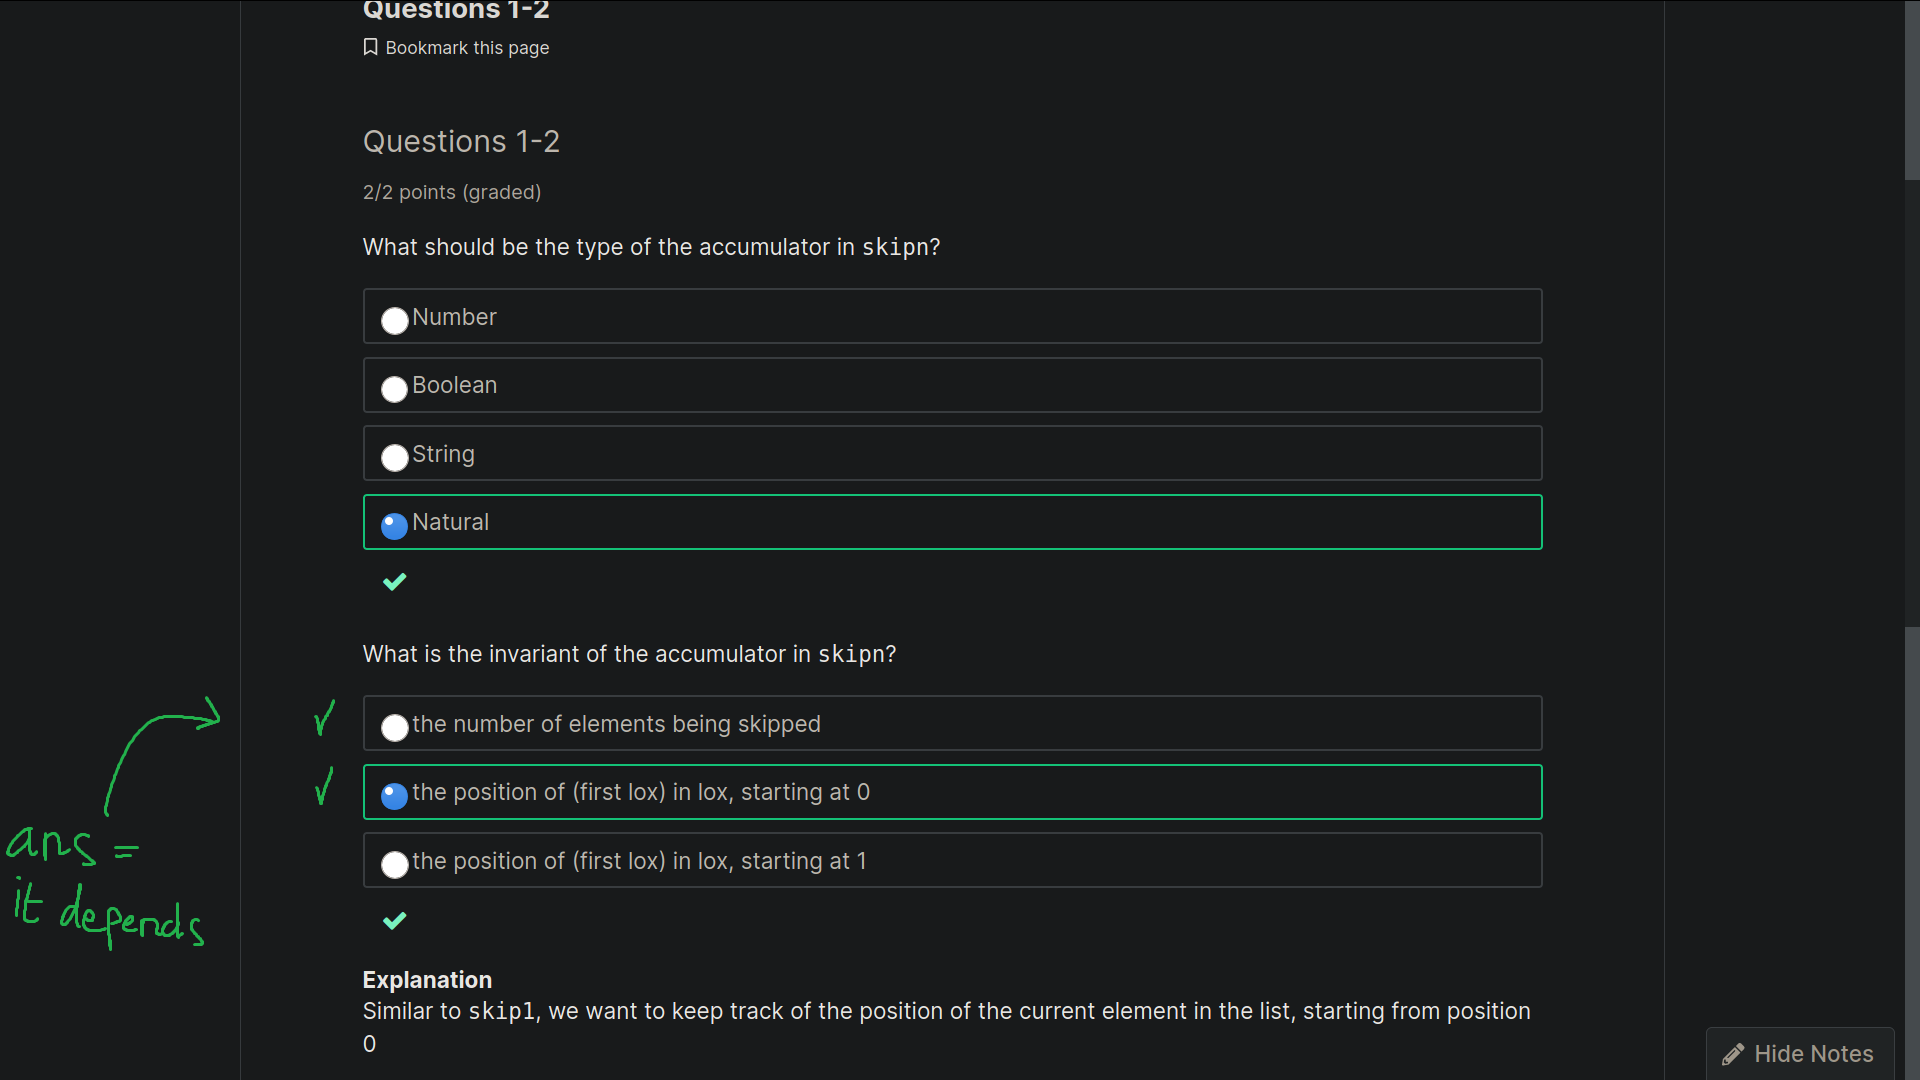 Questions 1-2
Bookmark this page
Questions 1-2
2/2 points (graded)
What should be the type of the accumulator in skipn?
Number
Boolean
String
Natural
What is the invariant of the accumulator in skipn?
the number of elements being skipped
the position of (first lox) in lox, starting at 0
the position of (first lox) in lox, starting at 1
ans =
it depends
Explanation
Similar to skip1, we want to keep track of the position of the current element in the list, starting from position
0
Hide Notes